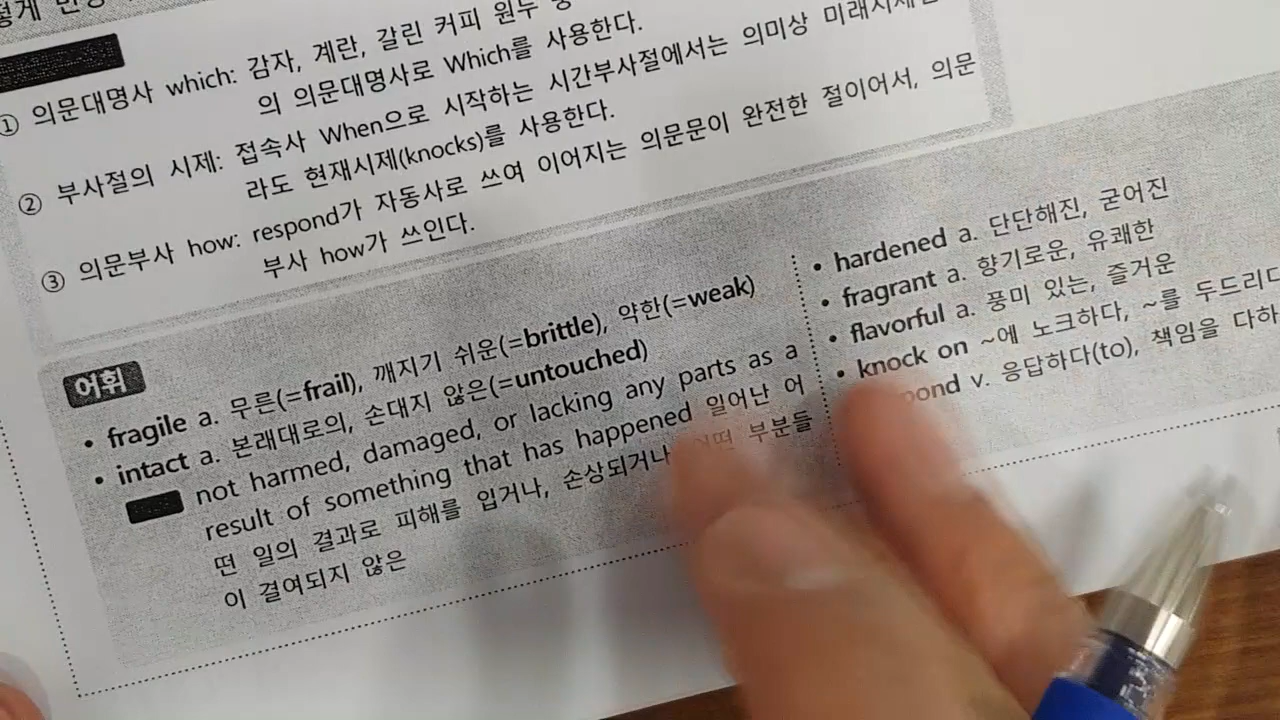 ① 의문대명사 which: 감자, 계란, 갈린 커피 원두
의 의문대명사로 Which를 사용한다.
② 부사절의 시제: 접속사 When으로 시작하는 시간부사절에서는 의미상
라도 현재시제(knocks)를 사용한다.
③ 의문부사 how: respond가 자동사로 쓰여 이어지는 의문문이 완전한 절이어서, 의문
부사 how가 쓰인다.
어휘
• fragile a. 무른(=frail), 깨지기 쉬운(=brittle), 약한(=weak)
• intact a. 본래대로의, 손대지 않은(=untouched)
not harmed, damaged, or lacking any parts as a
result of something that has happened 일어난 어
떤 일의 결과로 피해를 입거나, 손상되거나 부분들
이 결여되지 않은
• hardened a. 단단해진, 굳어진
• fragrant a. 향기로운, 유쾌한
• flavorful a. 풍미 있는, 즐거운
• knock on ~에 노크하다, ~를 두드리다
v. 응답하다(to), 책임을 다하